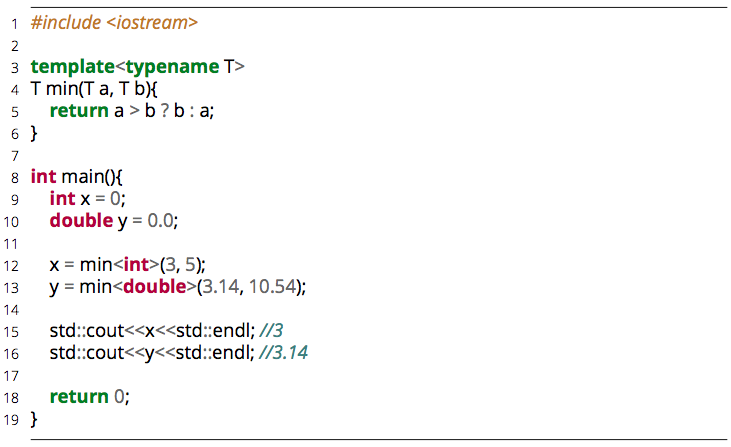 1 #include <iostream>
2
3 template<typename T>
4 T min(T a, T b){
5 return a > b ? b : a;
6 }
7
8 int main(){
9 int x = 0;
10 double y = 0.0;
11
12 x = min<int>(3, 5);
13 y = min<double>(3.14, 10.54);
14
15 std::cout<<x<<std::endl; //3
16 std::cout<<y<<std::endl; //3.14
17
18 return 0;
19 }